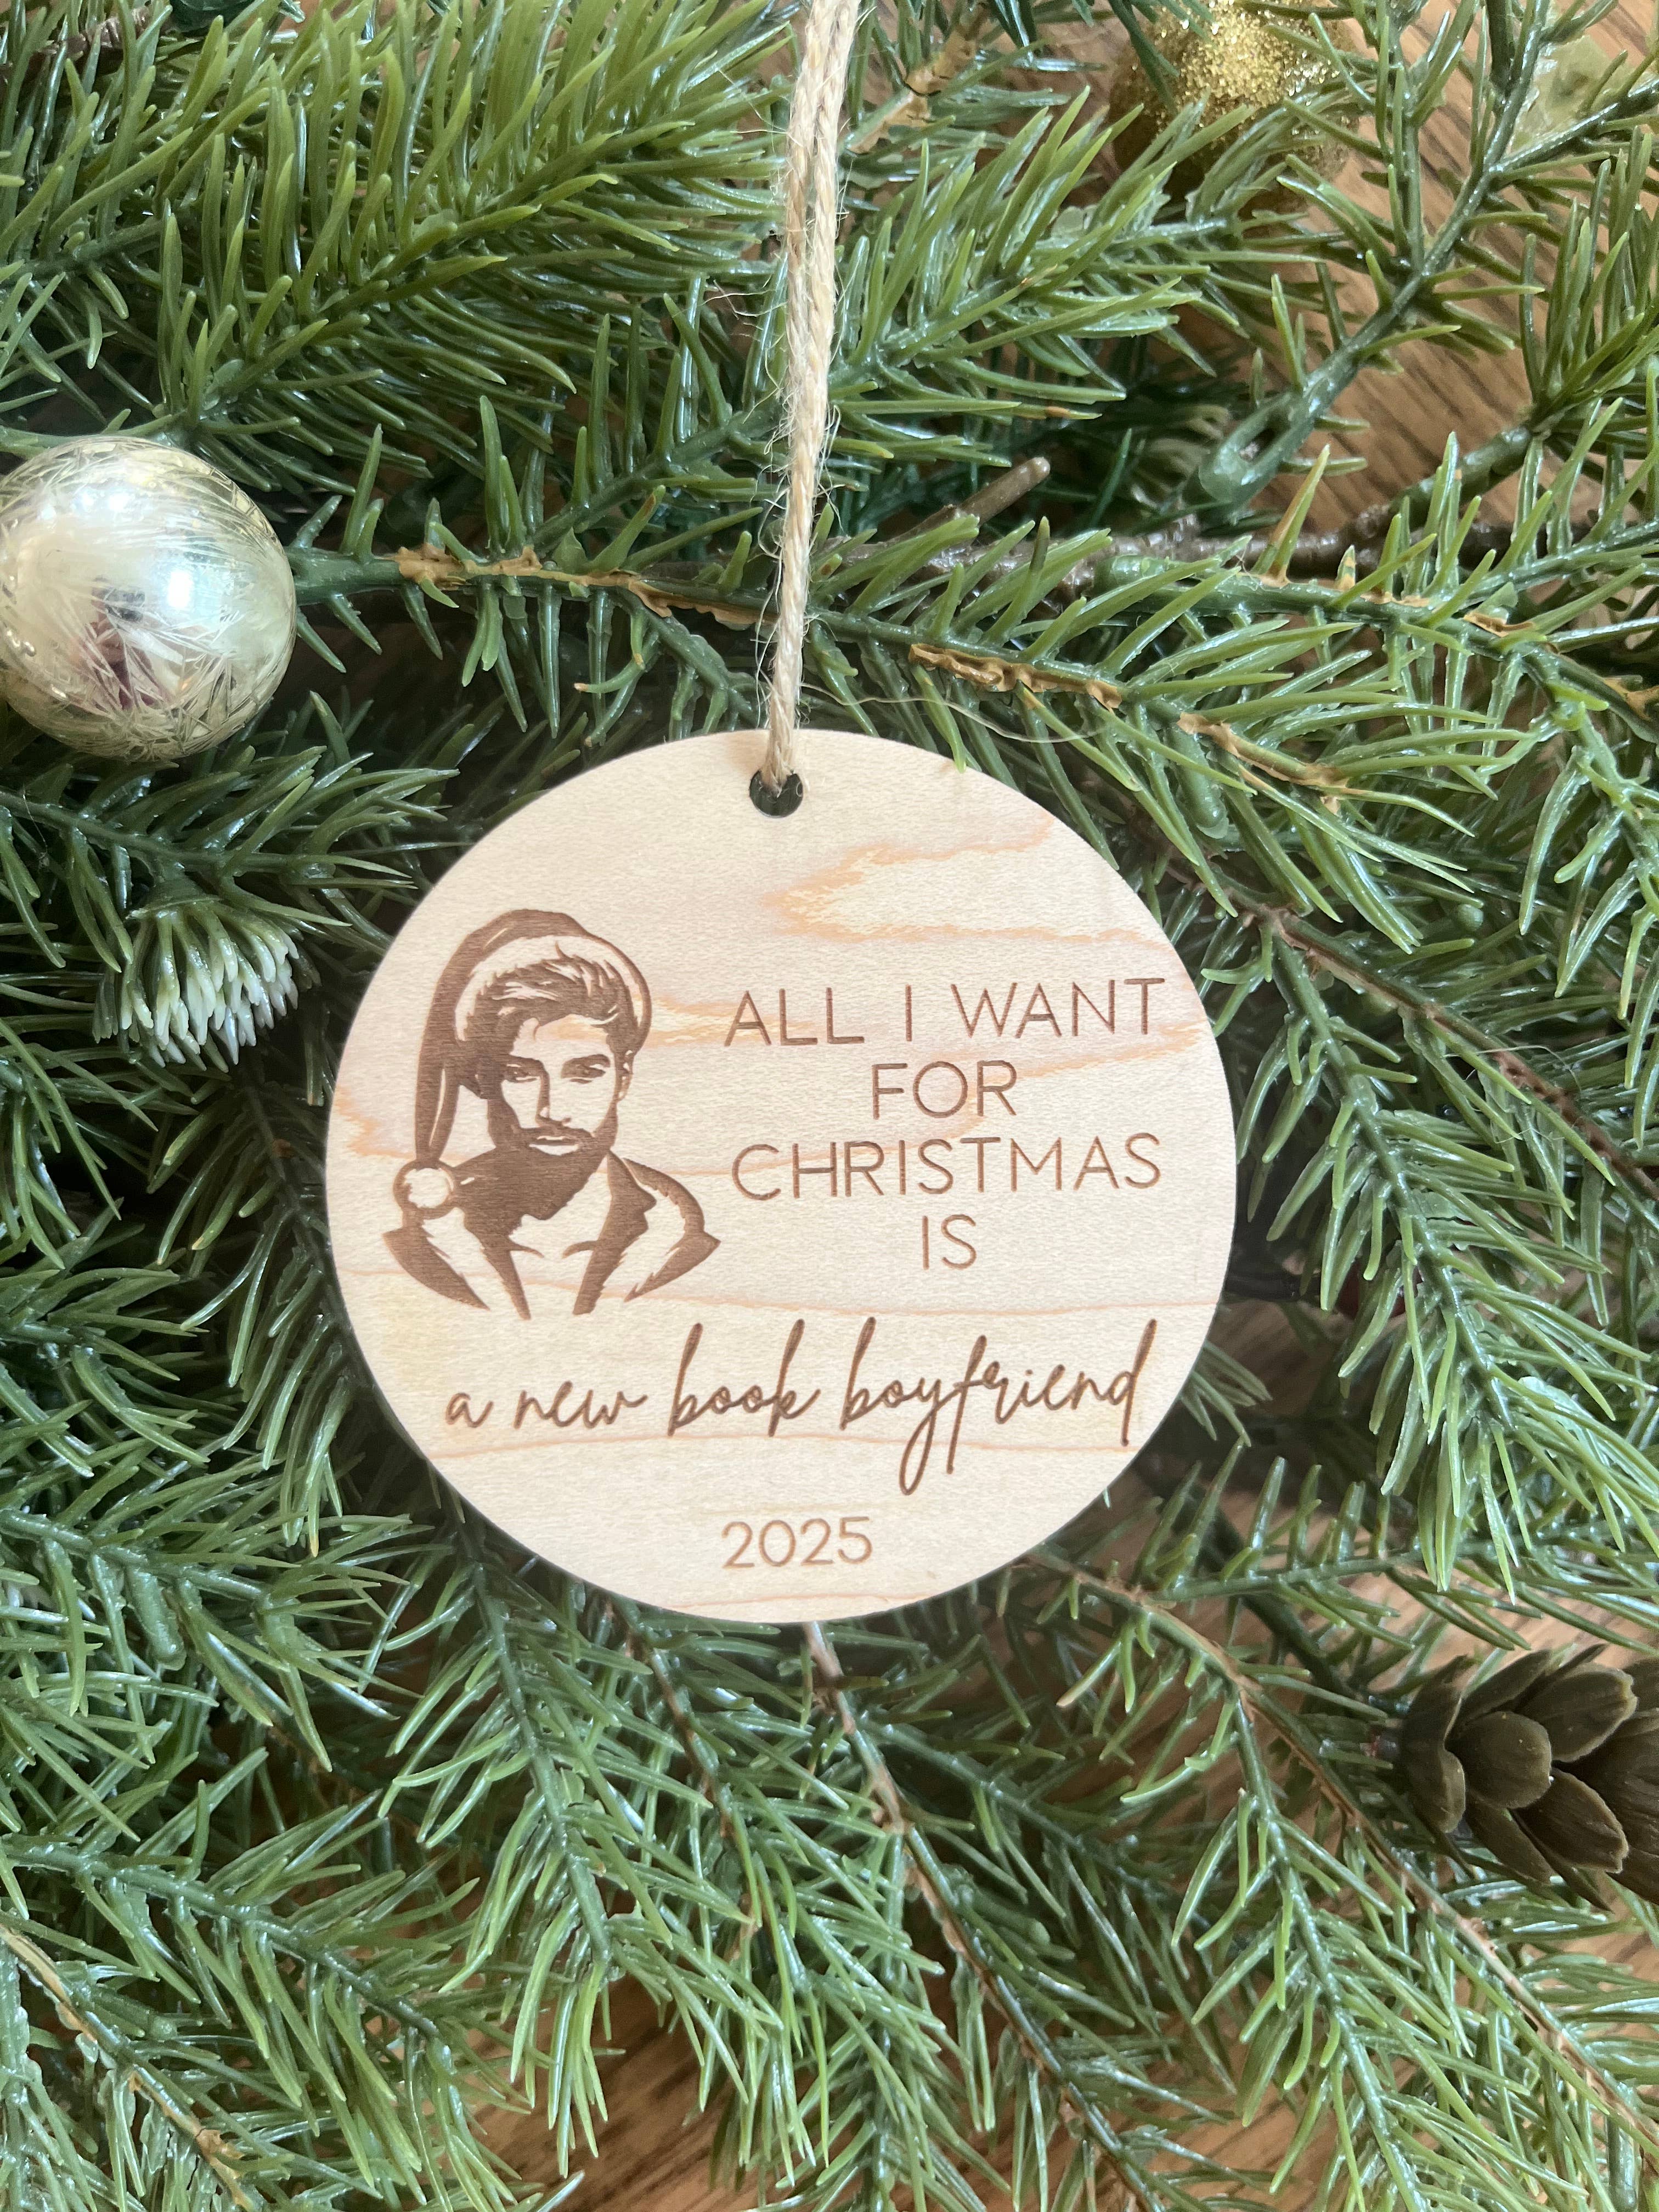 ALL I WANT
FOR
CHRISTMAS
IS
a new book boyfriend
2025